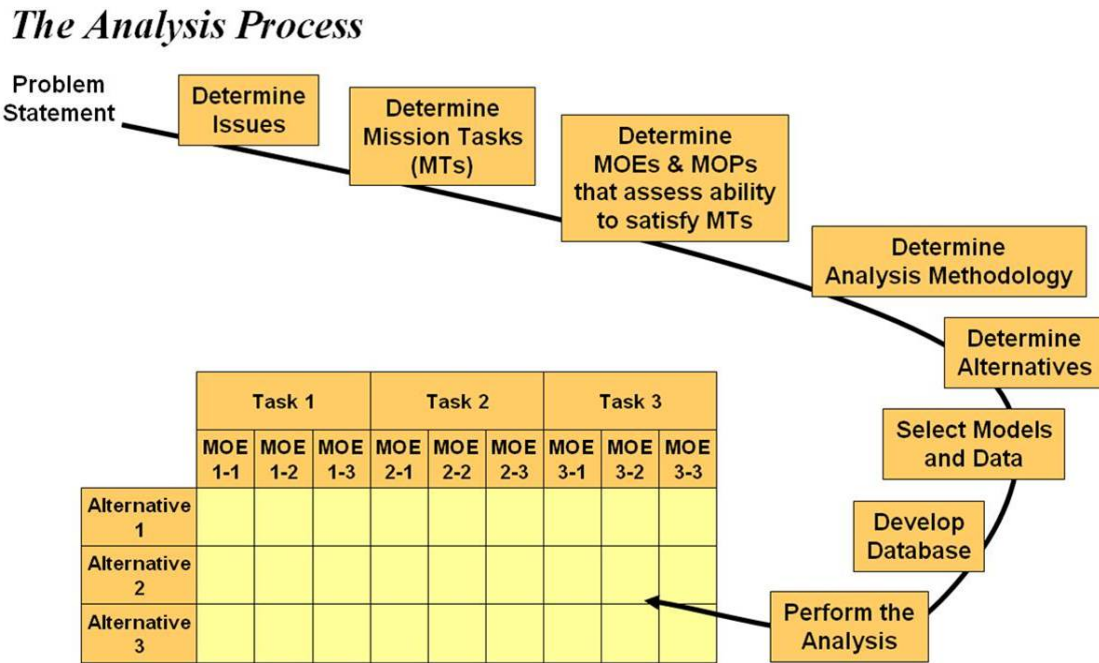 The Analysis Process
Problem
Statement
Determine
Issues
Determine
Mission Tasks
(MTs)
Determine
MOEs & MOPs
that assess ability
to satisfy MTs
Determine
Analysis Methodology
Determine
Alternatives
Select Models
and Data
Develop
Database
Perform the
Analysis
Task 1 Task 2 Task 3
MOE MOE MOE MOE MOE MOE MOE MOE MOE
1-1 1-2 1-3 2-1 2-2 2-3 3-1 3-2 3-3
Alternative
1
Alternative
2
Alternative
3